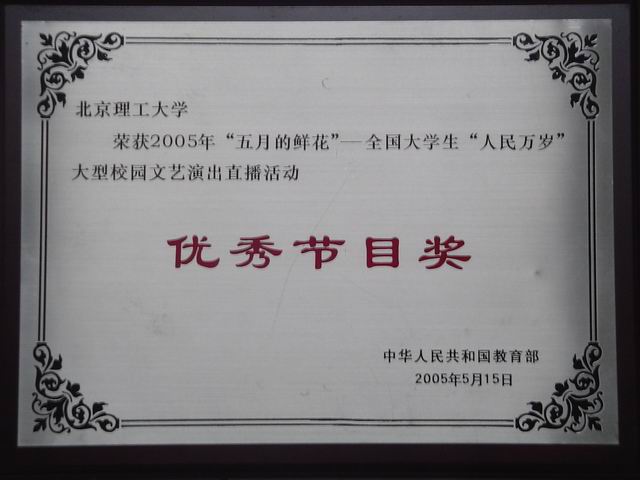 北京理工大学
荣获2005年“五月的鲜花”—全国大学生“人民万岁”
大型校园文艺演出直播活动
优秀节目奖
中华人民共和国教育部
2005年5月15日